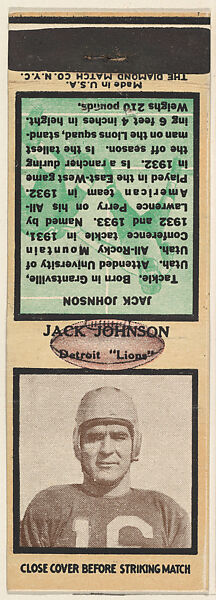 JACK JOHNSON
Tackle. Born in Grantsville,
Utah. Attended University of
Utah. All-Rocky Mountain
Conference tackle in 1931,
1932 and 1933. Named by
Lawrence Perry on his All-
American team in 1932.
Played in the East-West game
in 1932. Is a rancher during
the off season. Is the tallest
man on the Lions squad, stand-
ing 6 feet 4 inches in height.
Weighs 210 pounds.
Made in U.S.A.
THE DIAMOND MATCH CO. N.Y.C.
JACK JOHNSON
Detroit "Lions"
16
CLOSE COVER BEFORE STRIKING MATCH